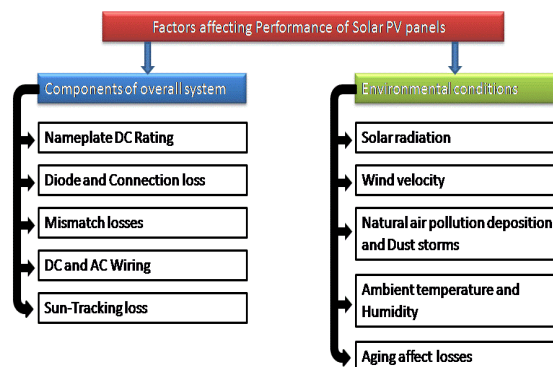 Factors affecting Performance of Solar PV panels
Components of overall system
Nameplate DC Rating
Diode and Connection loss
Mismatch losses
DC and AC Wiring
Sun-Tracking loss
Environmental conditions
Solar radiation
Wind velocity
Natural air pollution deposition
and Dust storms
Ambient temperature and
Humidity
Aging affect losses